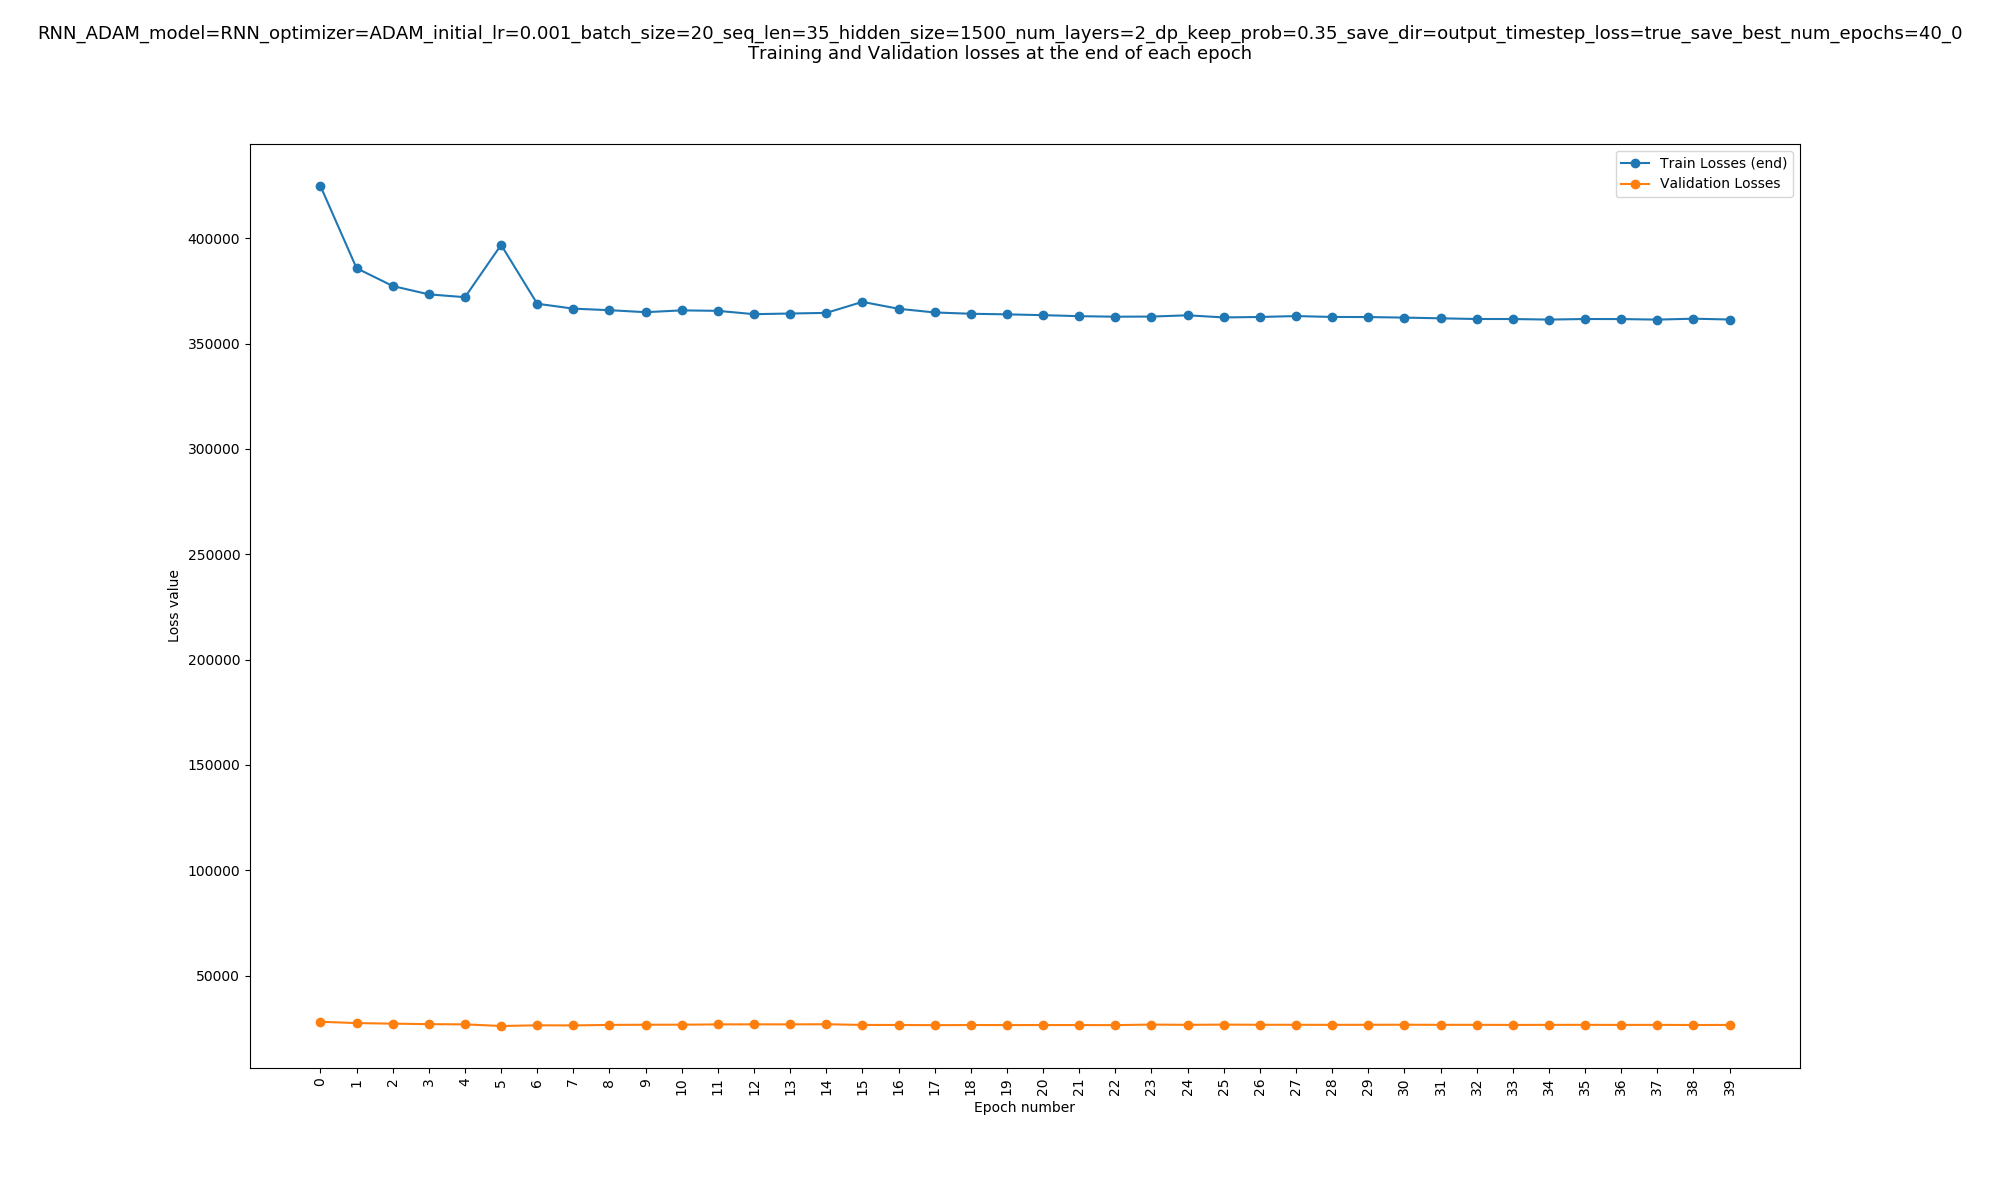 RNN_ADAM_model=RNN_optimizer=ADAM_initial_lr=0.001_batch_size=20_seq_len=35_hidden_size=1500_num_layers=2_dp_keep_prob=0.35_save_dir=output_timestep_loss=true_save_best_num_epochs=40_0
Training and Validation losses at the end of each epoch
Train Losses (end)
Validation Losses
400000
350000
300000
250000
200000
150000
100000
50000
Loss value
0 1 2 3 4 5 6 7 8 9 10 11 12 13 14 15 16 17 18 19 20 21 22 23 24 25 26 27 28 29 30 31 32 33 34 35 36 37 38 39
Epoch number